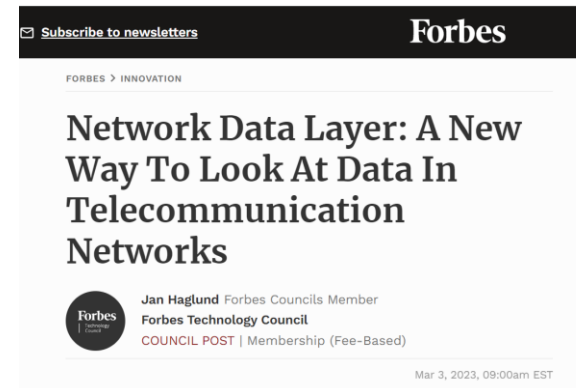 Subscribe to newsletters
Forbes
FORBES > INNOVATION
Network Data Layer: A New
Way To Look At Data In
Telecommunication
Networks
Forbes
Technology
Council
Jan Haglund Forbes Councils Member
Forbes Technology Council
COUNCIL POST | Membership (Fee-Based)
Mar 3, 2023, 09:00am EST